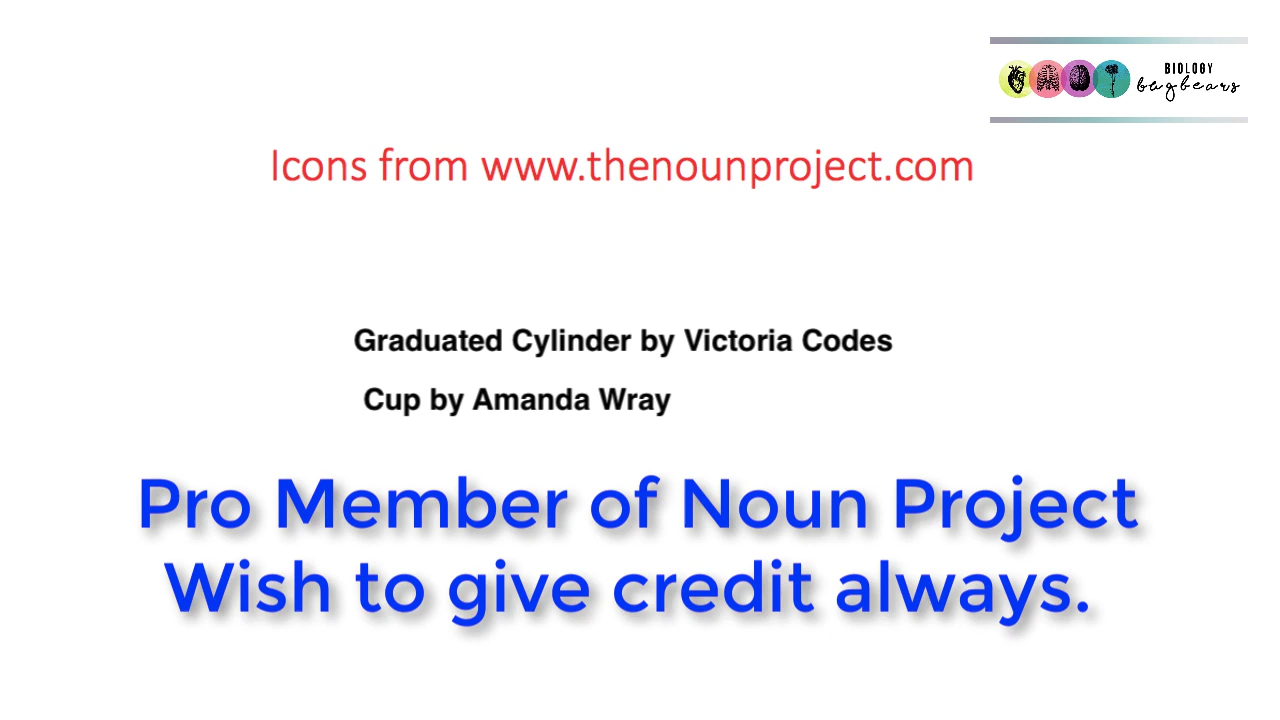 BIOLOGY
bugbears
Icons from www.thenounproject.com
Graduated Cylinder by Victoria Codes
Cup by Amanda Wray
Pro Member of Noun Project
Wish to give credit always.